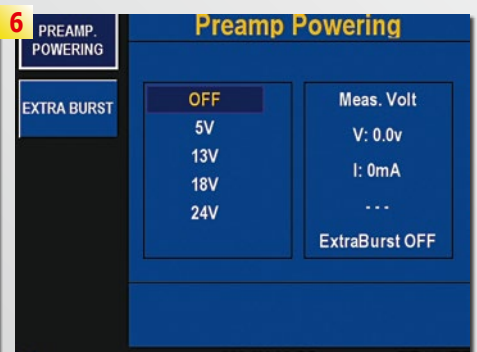 6
PREAMP.
POWERING
EXTRA BURST
Preamp Powering
OFF
5V
13V
18V
24V
Meas. Volt
V: 0.0v
I: 0mA
---
ExtraBurst OFF